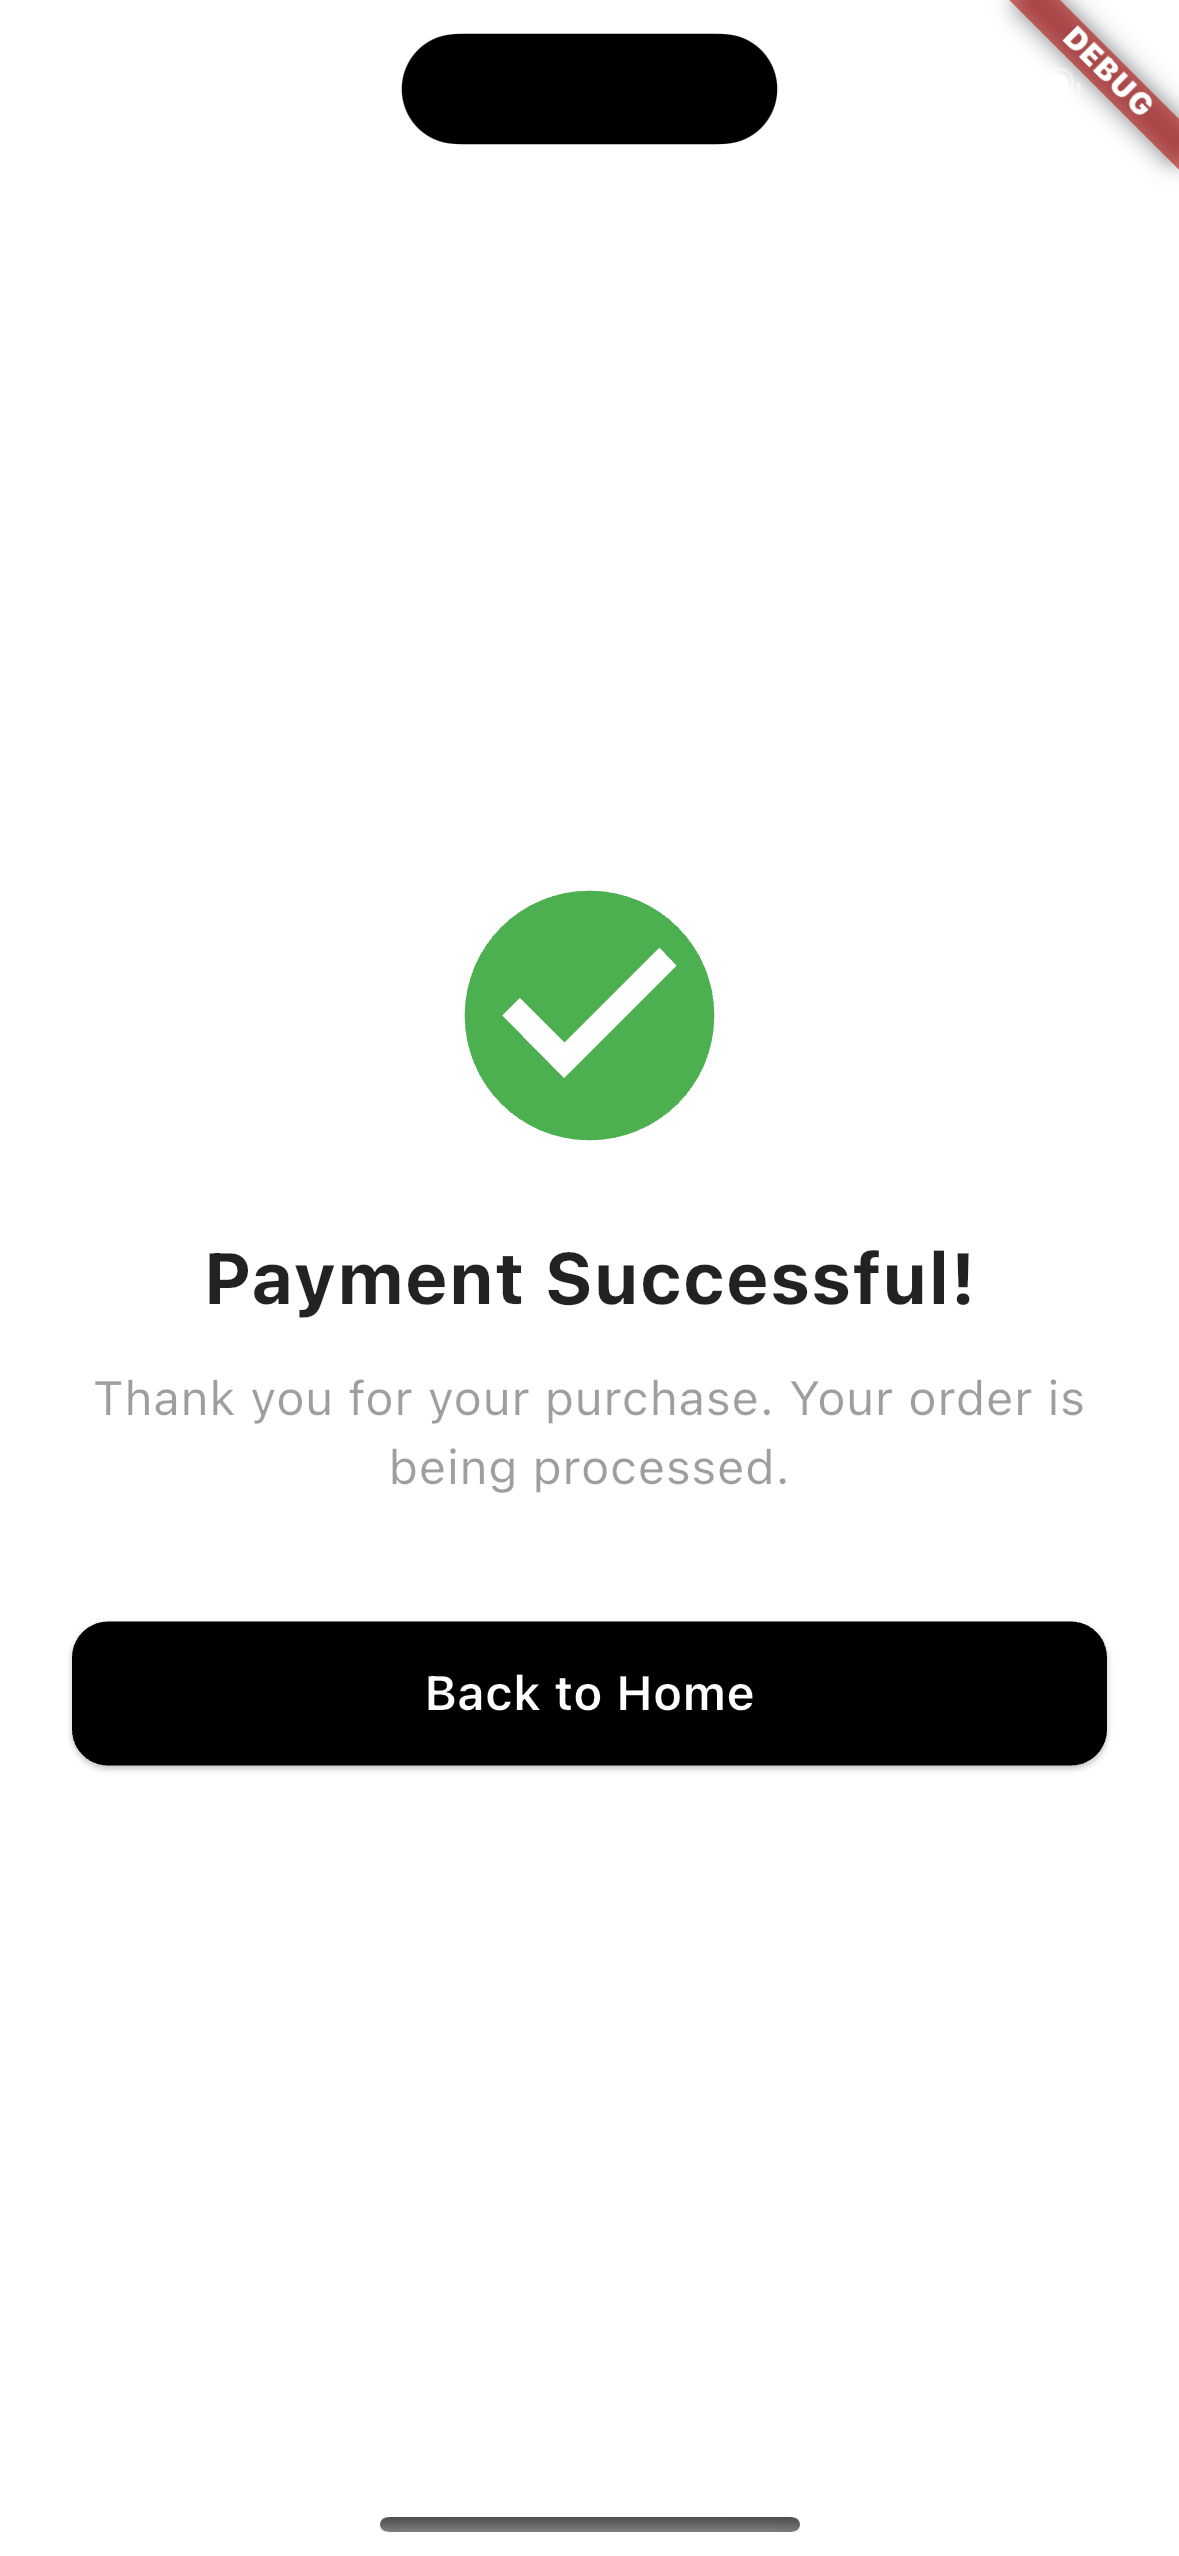 DEBUG
Payment Successful!
Thank you for your purchase. Your order is
being processed.
Back to Home